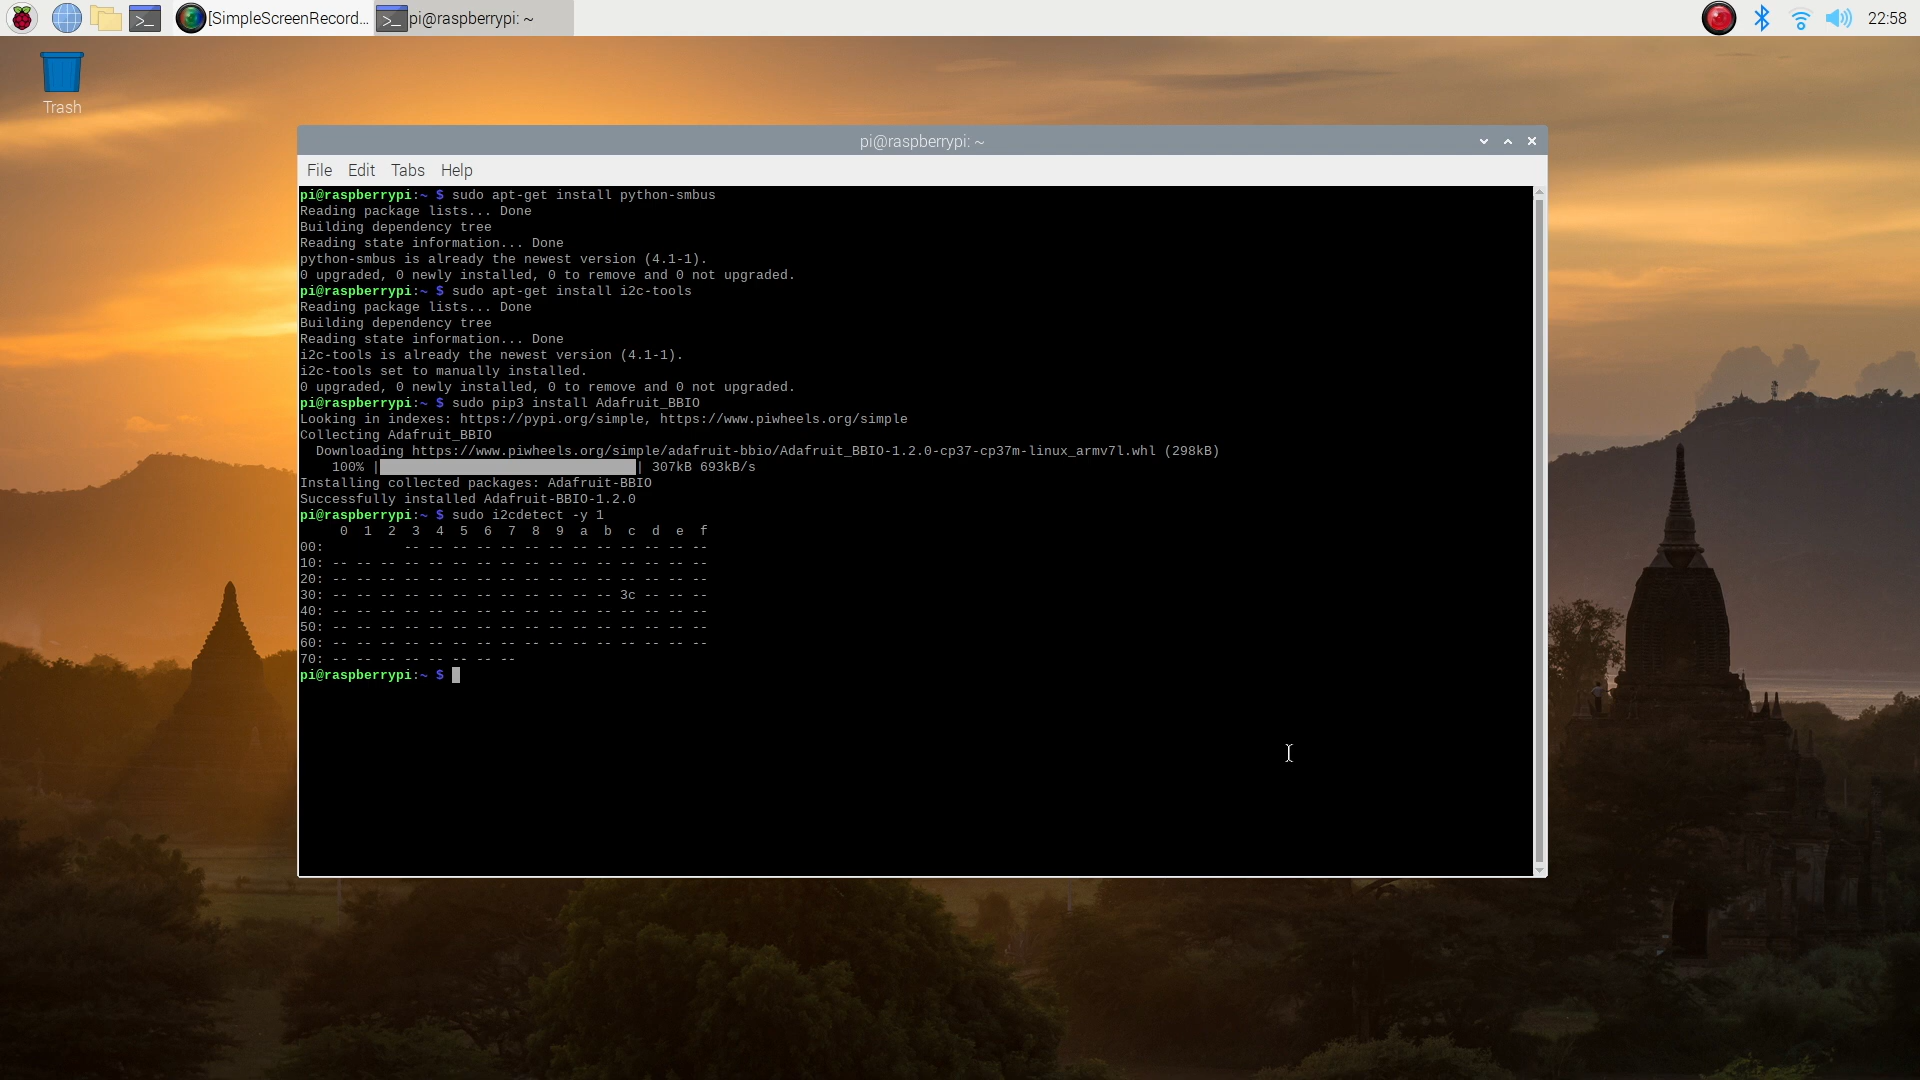 [SimpleScreenRecord... pi@raspberrypi: ~ 22:58
Trash
pi@raspberrypi: ~
File Edit Tabs Help
pi@raspberrypi:~ $ sudo apt-get install python-smbus
Reading package lists... Done
Building dependency tree
Reading state information... Done
python-smbus is already the newest version (4.1-1).
0 upgraded, 0 newly installed, 0 to remove and 0 not upgraded.
pi@raspberrypi:~ $ sudo apt-get install i2c-tools
Reading package lists... Done
Building dependency tree
Reading state information... Done
i2c-tools is already the newest version (4.1-1).
i2c-tools set to manually installed.
0 upgraded, 0 newly installed, 0 to remove and 0 not upgraded.
pi@raspberrypi:~ $ sudo pip3 install Adafruit_BBIO
Looking in indexes: https://pypi.org/simple, https://www.piwheels.org/simple
Collecting Adafruit_BBIO
  Downloading https://www.piwheels.org/simple/adafruit-bbio/Adafruit_BBIO-1.2.0-cp37-cp37m-linux_armv7l.whl (298kB)
    100% |████████████████████████████████| 307kB 693kB/s
Installing collected packages: Adafruit-BBIO
Successfully installed Adafruit-BBIO-1.2.0
pi@raspberrypi:~ $ sudo i2cdetect -y 1
     0  1  2  3  4  5  6  7  8  9  a  b  c  d  e  f
00:          -- -- -- -- -- -- -- -- -- -- -- -- --
10: -- -- -- -- -- -- -- -- -- -- -- -- -- -- -- --
20: -- -- -- -- -- -- -- -- -- -- -- -- -- -- -- --
30: -- -- -- -- -- -- -- -- -- -- -- -- 3c -- -- --
40: -- -- -- -- -- -- -- -- -- -- -- -- -- -- -- --
50: -- -- -- -- -- -- -- -- -- -- -- -- -- -- -- --
60: -- -- -- -- -- -- -- -- -- -- -- -- -- -- -- --
70: -- -- -- -- -- -- -- --
pi@raspberrypi:~ $